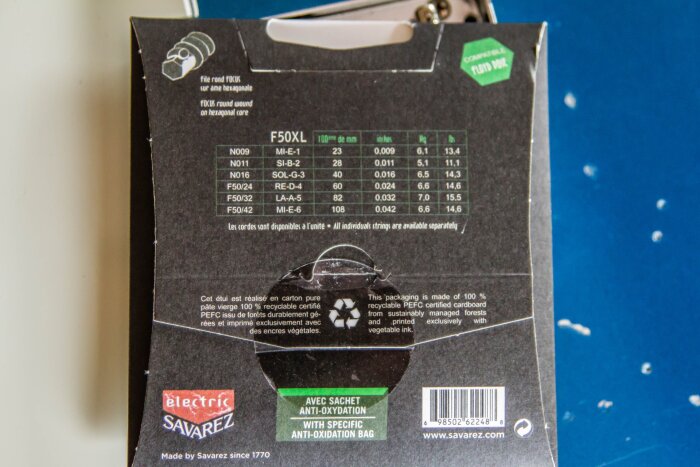 COMPATIBLE
FLOYD ROSE
filé rond FOCUS
sur âme hexagonale
FOCUS round wound
on hexagonal core
F50XL 100ème de mm inches Kg lbs
N009 MI-E-1 23 0,009 6,1 13,4
N011 SI-B-2 28 0,011 5,1 11,1
N016 SOL-G-3 40 0,016 6.5 14,3
F50/24 RE-D-4 60 0,024 6,6 14,6
F50/32 LA-A-5 82 0,032 7,0 15.5
F50/42 MI-E-6 108 0,042 6,6 14,6
Les cordes sont disponibles à l'unité • All individuals strings are available separately
Cet étui est réalisé en carton pure
pâte vierge 100 % recyclable certifié
PEFC issu de forêts durablement gé-
rées et imprimé exclusivement avec
des encres végétales.
This packaging is made of 100 %
recyclable PEFC certified cardboard
from sustainably managed forests
and printed exclusively with
vegetable ink.
electric
SAVAREZ
AVEC SACHET
ANTI-OXYDATION
WITH SPECIFIC
ANTI-OXIDATION BAG
6 98502 62248 8
www.savarez.com
Made by Savarez since 1770